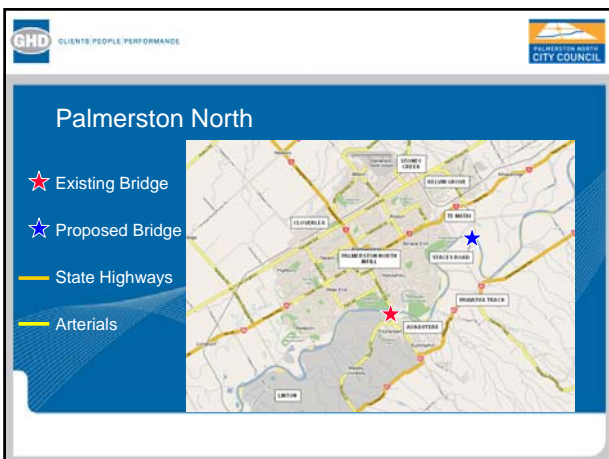 GHD CLIENTS PEOPLE PERFORMANCE
PALMERSTON NORTH
CITY COUNCIL
Palmerston North
Existing Bridge
Proposed Bridge
State Highways
Arterials
STONEY
CREEK
KELVIN GROVE
TE MATAI
CLOVERLEA
PALMERSTON NORTH
INFILL
STACES ROAD
PAHIATUA TRACK
AOKAUTERE
LINTON